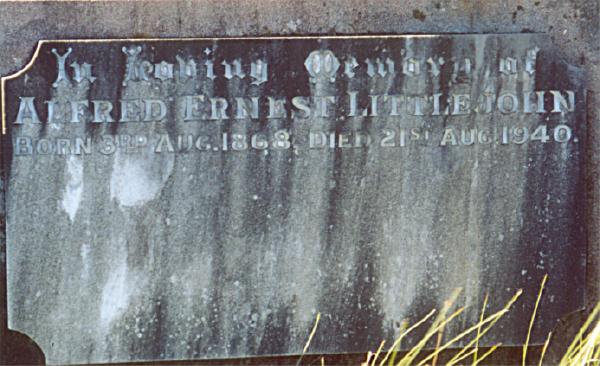 In Loving Memory of
ALFRED ERNEST LITTLEJOHN
BORN 3RD AUG. 1868, DIED 21ST AUG. 1940.